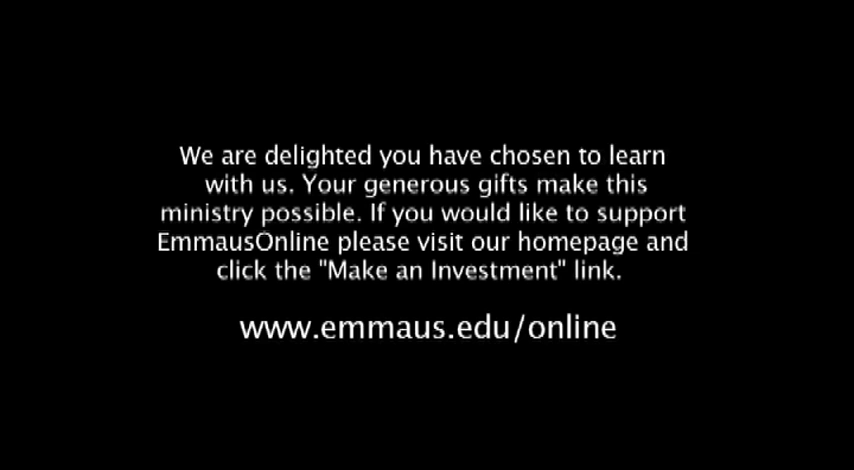 We are delighted you have chosen to learn
with us. Your generous gifts make this
ministry possible. If you would like to support
EmmausOnline please visit our homepage and
click the "Make an Investment" link.
www.emmaus.edu/online